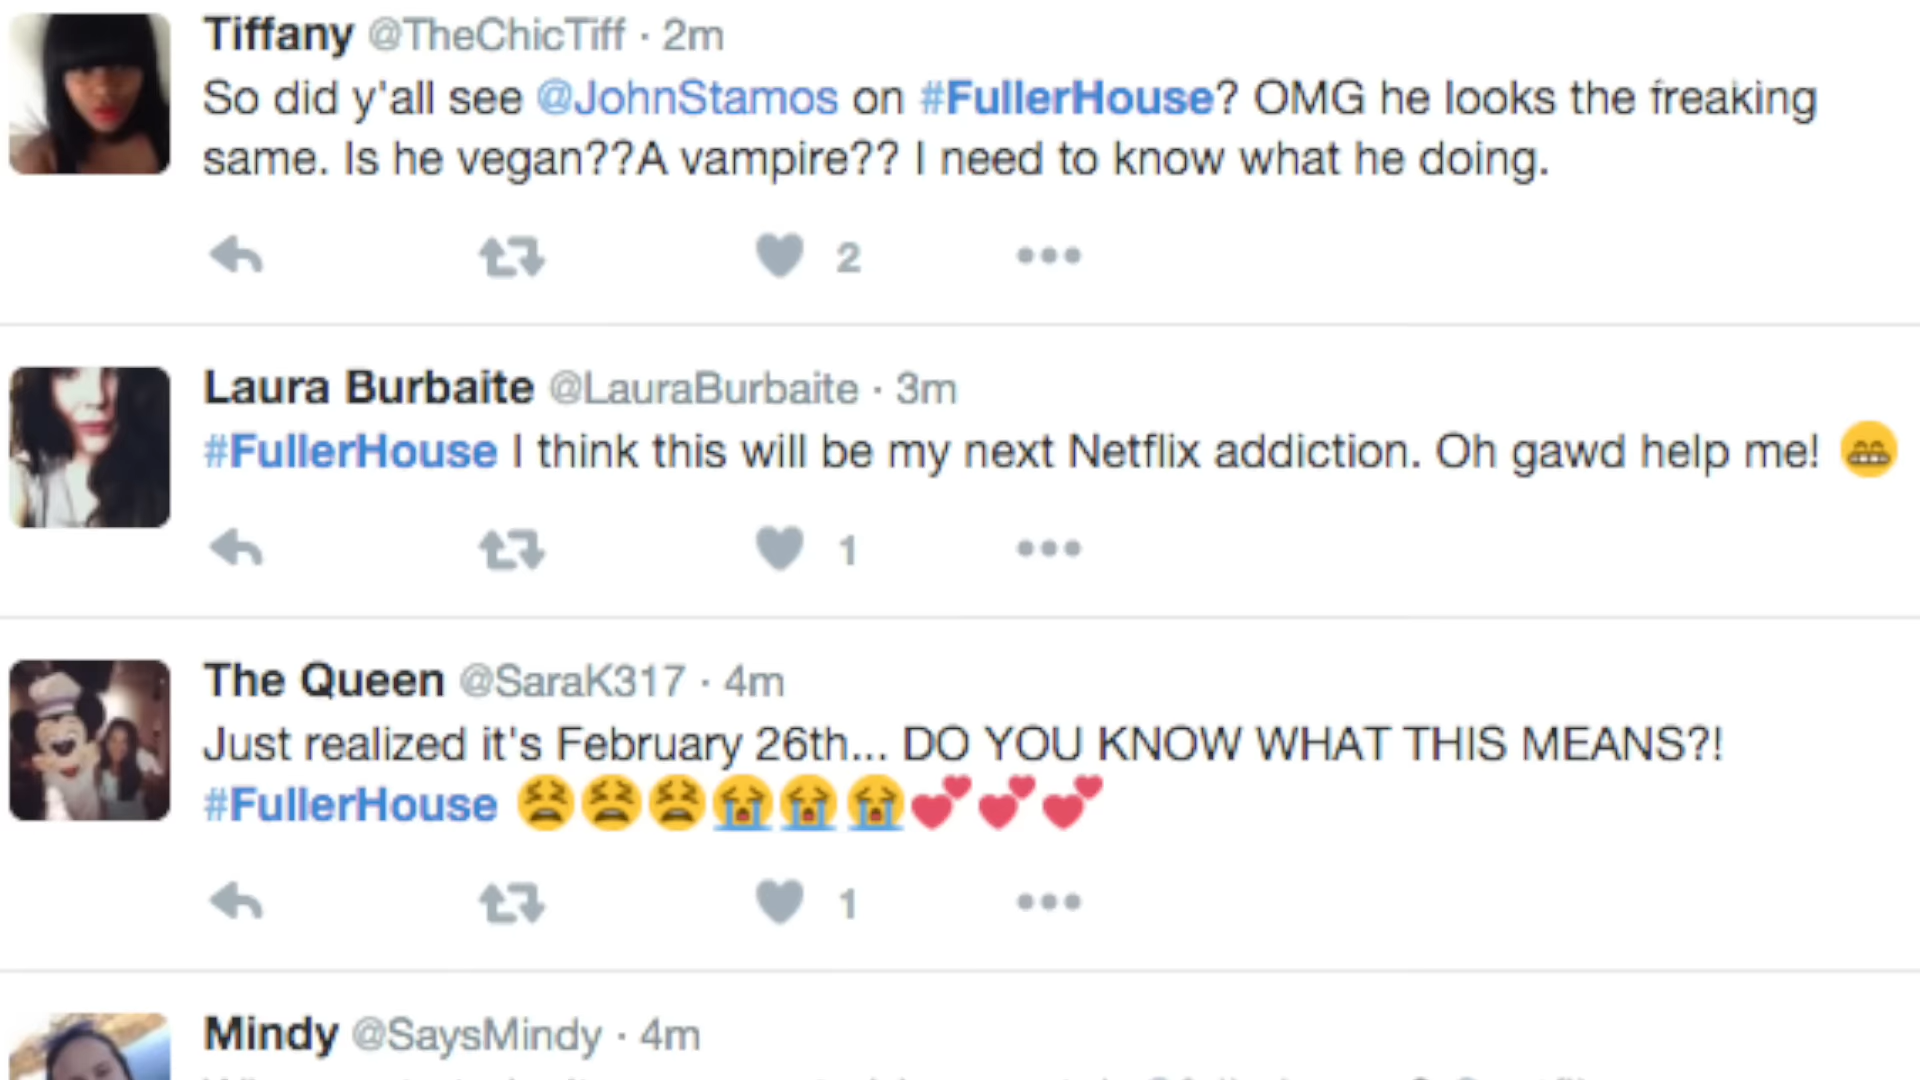 Tiffany @TheChicTiff · 2m
So did y'all see @JohnStamos on #FullerHouse? OMG he looks the freaking
same. Is he vegan??A vampire?? I need to know what he doing.
2
Laura Burbaite @LauraBurbaite · 3m
#FullerHouse I think this will be my next Netflix addiction. Oh gawd help me! 😁
1
The Queen @SaraK317 · 4m
Just realized it's February 26th... DO YOU KNOW WHAT THIS MEANS?!
#FullerHouse 😫😫😫😭😭😭💕💕💕
1
Mindy @SaysMindy · 4m